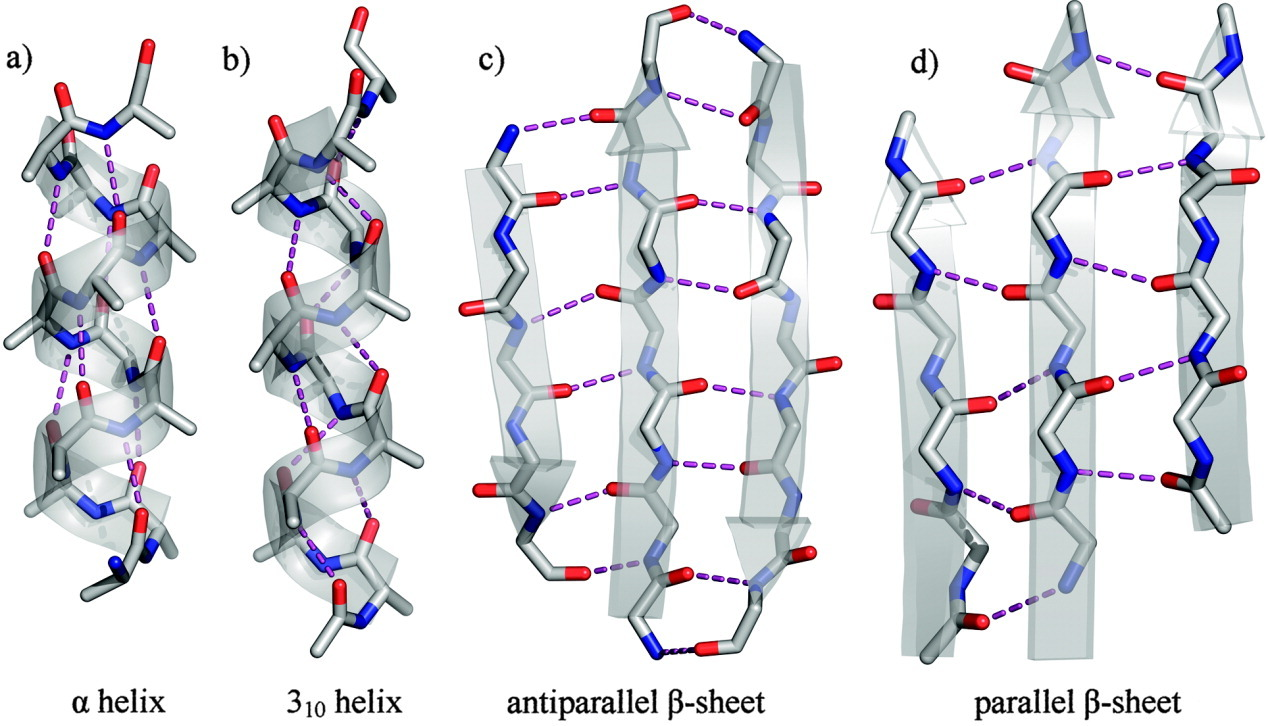 a)
b)
c)
d)
α helix
3₁₀ helix
antiparallel β-sheet
parallel β-sheet